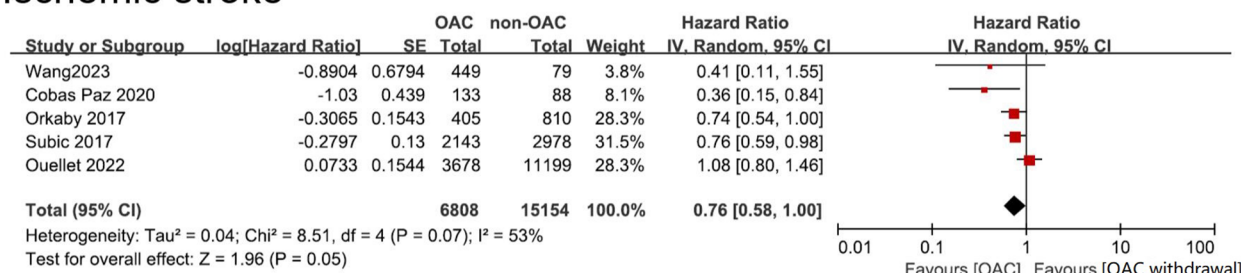 ischemic stroke
OAC non-OAC Hazard Ratio Hazard Ratio
Study or Subgroup log[Hazard Ratio] SE Total Total Weight IV, Random, 95% CI IV, Random, 95% CI
Wang2023 -0.8904 0.6794 449 79 3.8% 0.41 [0.11, 1.55]
Cobas Paz 2020 -1.03 0.439 133 88 8.1% 0.36 [0.15, 0.84]
Orkaby 2017 -0.3065 0.1543 405 810 28.3% 0.74 [0.54, 1.00]
Subic 2017 -0.2797 0.13 2143 2978 31.5% 0.76 [0.59, 0.98]
Ouellet 2022 0.0733 0.1544 3678 11199 28.3% 1.08 [0.80, 1.46]
Total (95% CI) 6808 15154 100.0% 0.76 [0.58, 1.00]
Heterogeneity: Tau² = 0.04; Chi² = 8.51, df = 4 (P = 0.07); I² = 53%
Test for overall effect: Z = 1.96 (P = 0.05)
0.01 0.1 1 10 100
Favours [OAC] Favours [OAC withdrawal]